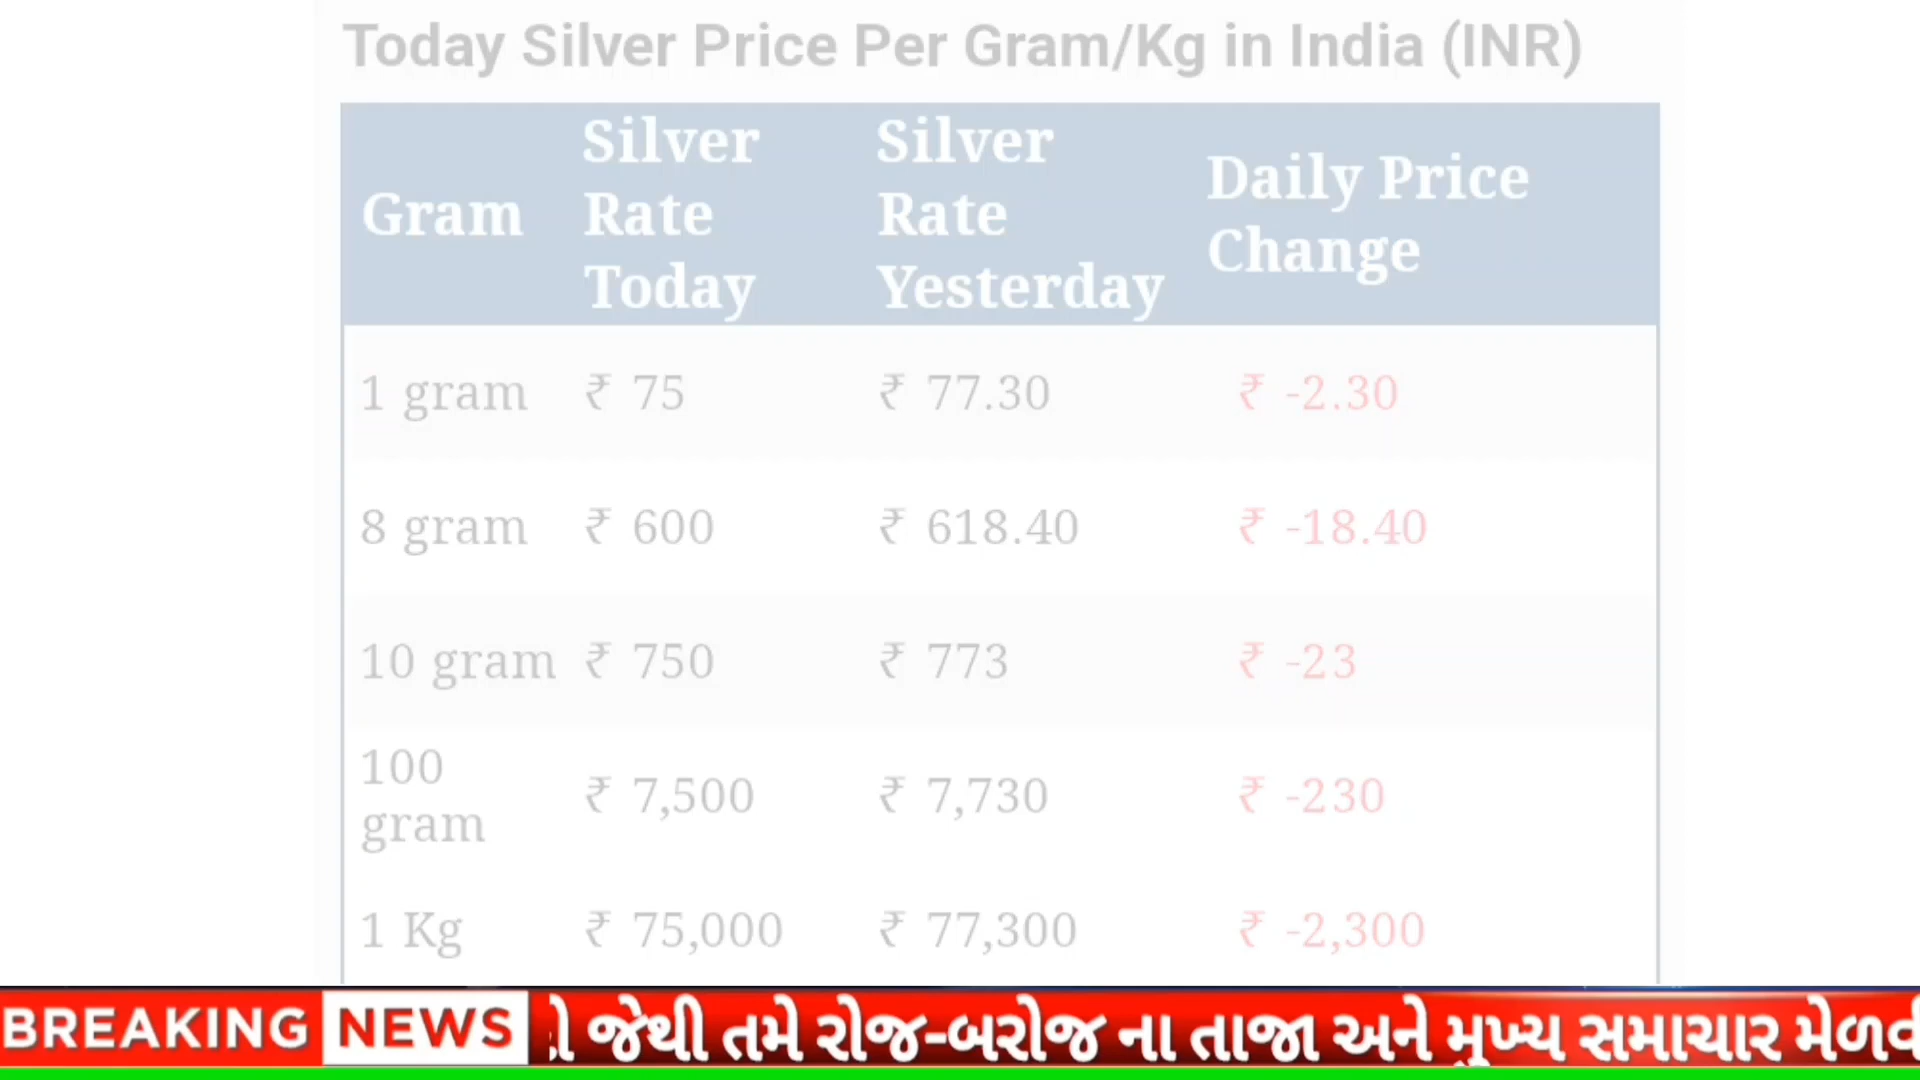 Today Silver Price Per Gram/Kg in India (INR)
Gram Silver Rate Today Silver Rate Yesterday Daily Price Change
1 gram ₹ 75 ₹ 77.30 ₹ -2.30
8 gram ₹ 600 ₹ 618.40 ₹ -18.40
10 gram ₹ 750 ₹ 773 ₹ -23
100 gram ₹ 7,500 ₹ 7,730 ₹ -230
1 Kg ₹ 75,000 ₹ 77,300 ₹ -2,300
BREAKING NEWS જેથી તમે રોજ-બરોજ ના તાજા અને મુખ્ય સમાચાર